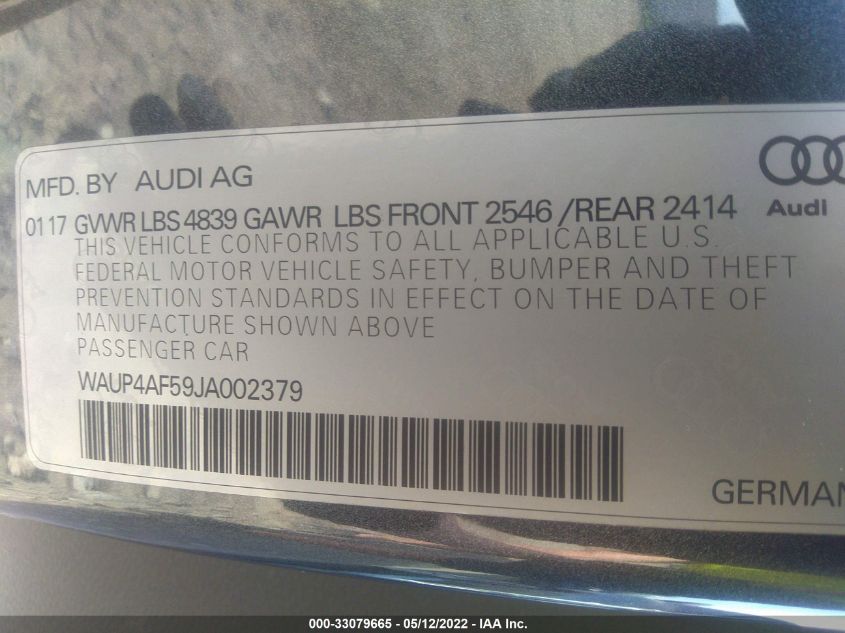 MFD. BY AUDI AG
0117 GVWR LBS 4839 GAWR LBS FRONT 2546 /REAR 2414
Audi
THIS VEHICLE CONFORMS TO ALL APPLICABLE U.S.
FEDERAL MOTOR VEHICLE SAFETY, BUMPER AND THEFT
PREVENTION STANDARDS IN EFFECT ON THE DATE OF
MANUFACTURE SHOWN ABOVE
PASSENGER CAR
WAUP4AF59JA002379
GERMAN
000-33079665 - 05/12/2022 - IAA Inc.